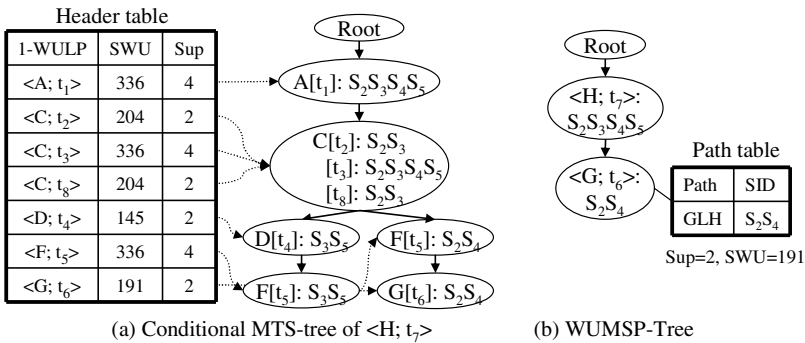 Header table
1-WULP SWU Sup
<A; t1> 336 4
<C; t2> 204 2
<C; t3> 336 4
<C; t8> 204 2
<D; t4> 145 2
<F; t5> 336 4
<G; t6> 191 2
Root
A[t1]: S2S3S4S5
C[t2]: S2S3
[t3]: S2S3S4S5
[t8]: S2S3
D[t4]: S3S5
F[t5]: S2S4
F[t5]: S3S5
G[t6]: S2S4
(a) Conditional MTS-tree of <H; t7>
Root
<H; t7>:
S2S3S4S5
<G; t6>:
S2S4
Path table
Path SID
GLH S2S4
Sup=2, SWU=191
(b) WUMSP-Tree